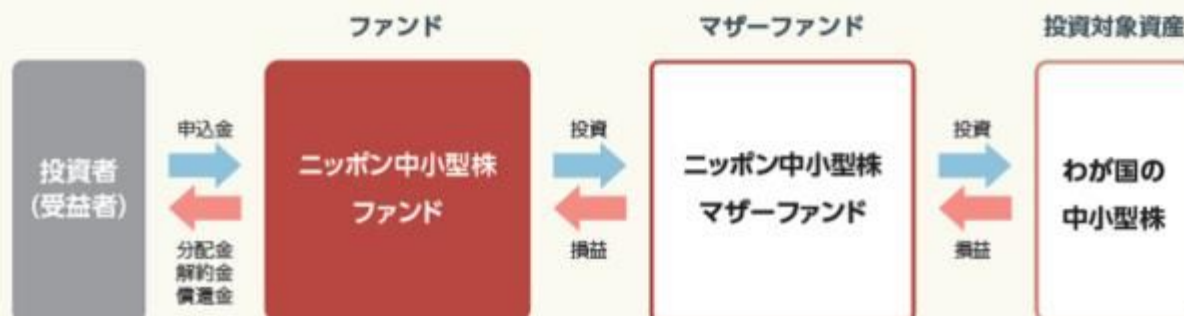 ファンド
マザーファンド
投資対象資産
投資者
(受益者)
申込金
分配金
解約金
償還金
ニッポン中小型株
ファンド
投資
損益
ニッポン中小型株
マザーファンド
投資
損益
わが国の
中小型株